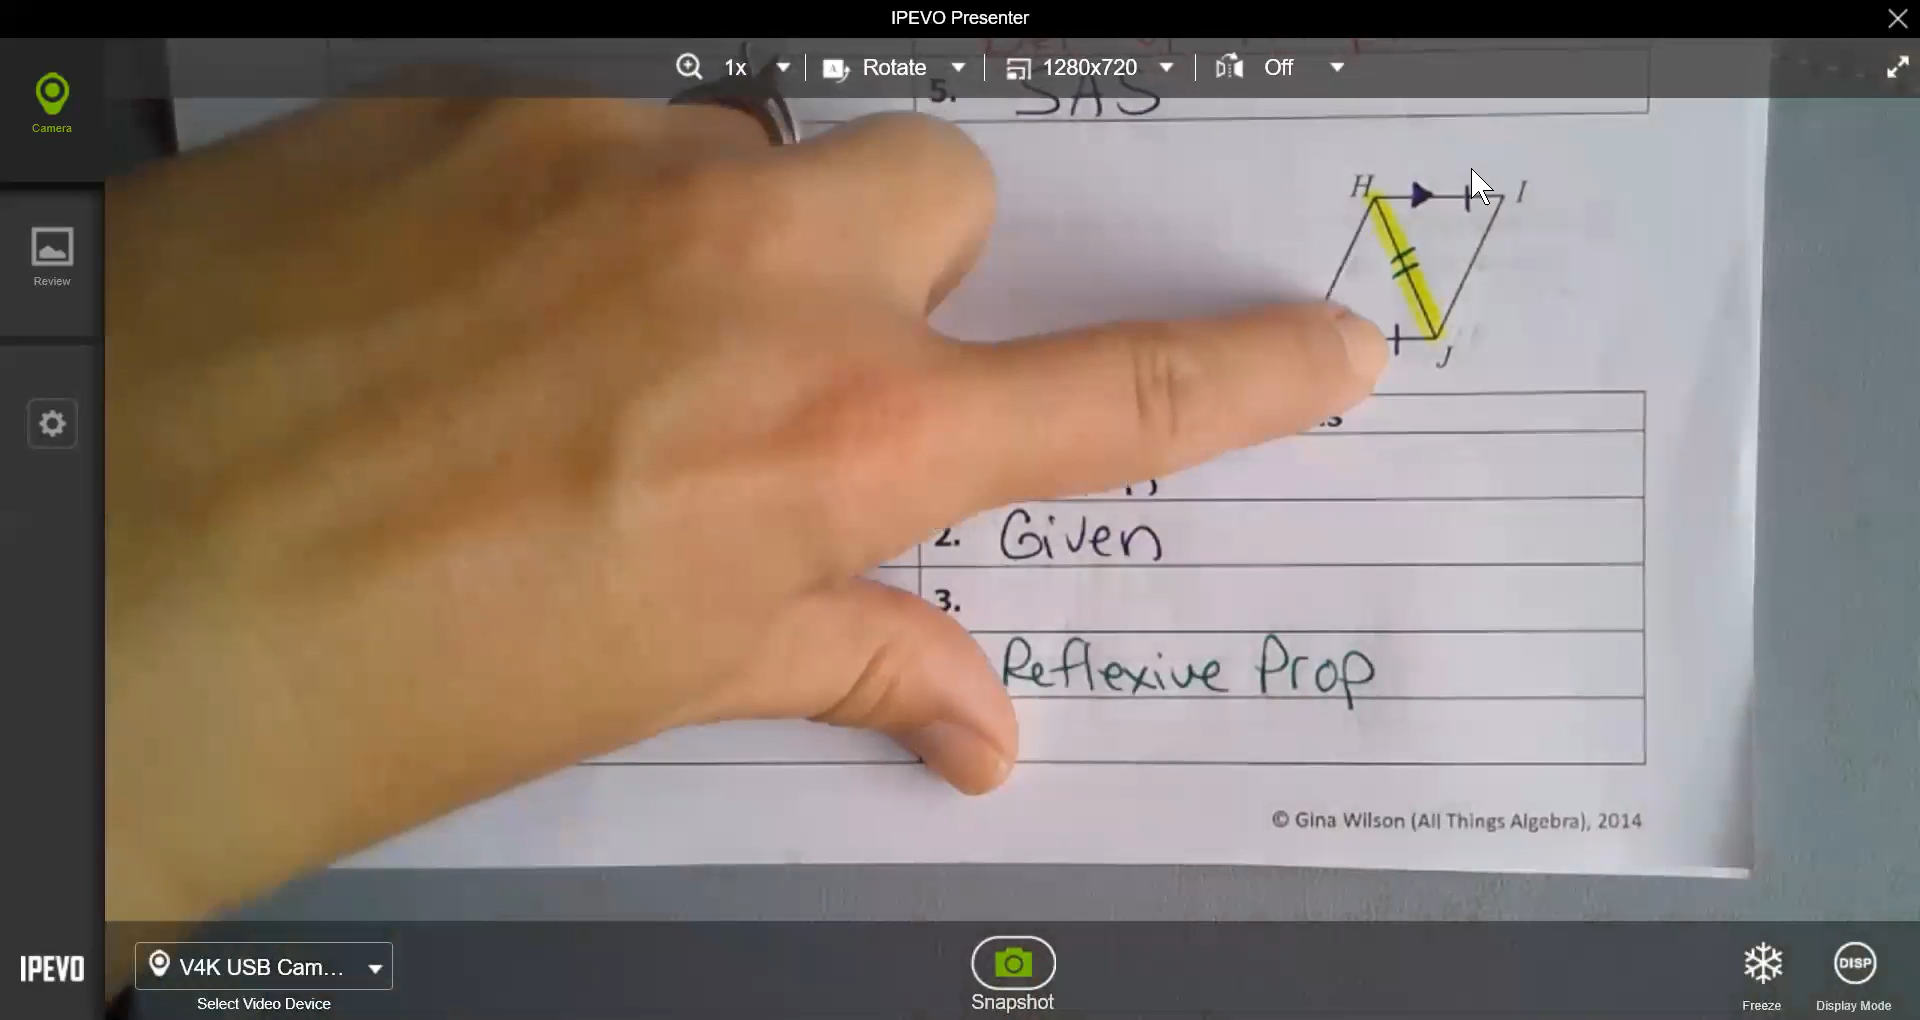 IPEVO Presenter
1x
Rotate
1280x720
Off
Camera
5. SAS
Review
H
I
J
2. Given
3.
Reflexive Prop
© Gina Wilson (All Things Algebra), 2014
IPEVO
V4K USB Cam...
Select Video Device
Snapshot
Freeze
DISP
Display Mode